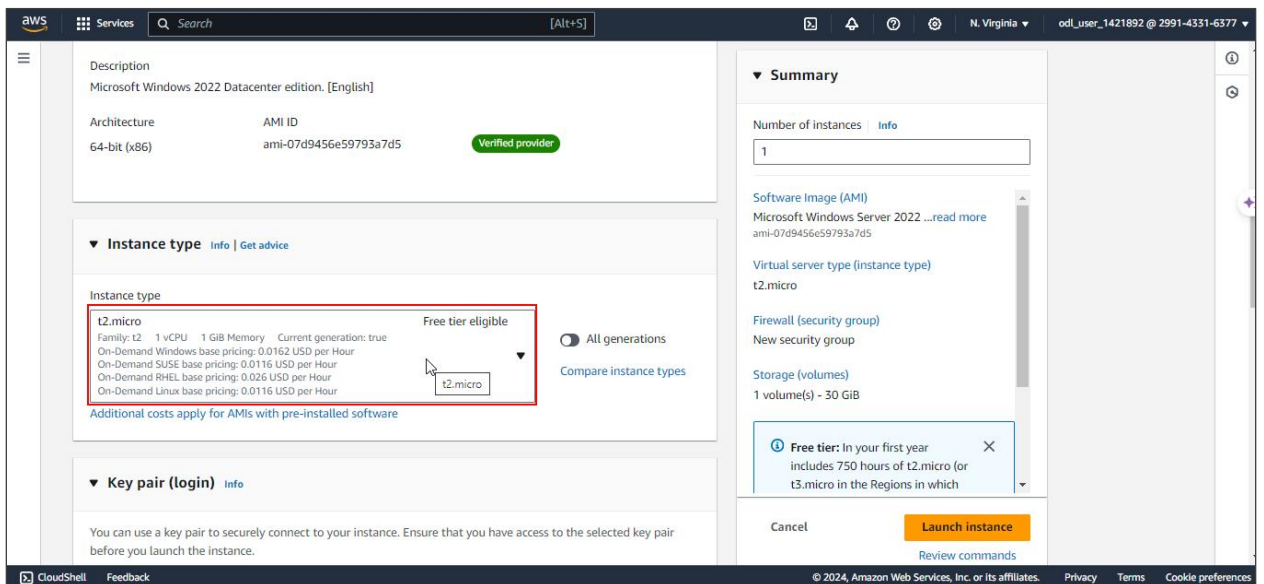 aws
Services
Search
[Alt+S]
N. Virginia
odl_user_1421892 @ 2991-4331-6377
Description
Microsoft Windows 2022 Datacenter edition. [English]
Architecture
AMI ID
64-bit (x86)
ami-07d9456e59793a7d5
Verified provider
Instance type Info | Get advice
Instance type
t2.micro
Free tier eligible
Family: t2 1 vCPU 1 GiB Memory Current generation: true
On-Demand Windows base pricing: 0.0162 USD per Hour
On-Demand SUSE base pricing: 0.0116 USD per Hour
On-Demand RHEL base pricing: 0.026 USD per Hour
On-Demand Linux base pricing: 0.0116 USD per Hour
t2.micro
All generations
Compare instance types
Additional costs apply for AMIs with pre-installed software
Key pair (login) Info
You can use a key pair to securely connect to your instance. Ensure that you have access to the selected key pair
before you launch the instance.
Summary
Number of instances Info
1
Software Image (AMI)
Microsoft Windows Server 2022 ...read more
ami-07d9456e59793a7d5
Virtual server type (instance type)
t2.micro
Firewall (security group)
New security group
Storage (volumes)
1 volume(s) - 30 GiB
Free tier: In your first year
includes 750 hours of t2.micro (or
t3.micro in the Regions in which
Cancel
Launch instance
Review commands
CloudShell
Feedback
© 2024, Amazon Web Services, Inc. or its affiliates.
Privacy
Terms
Cookie preferences